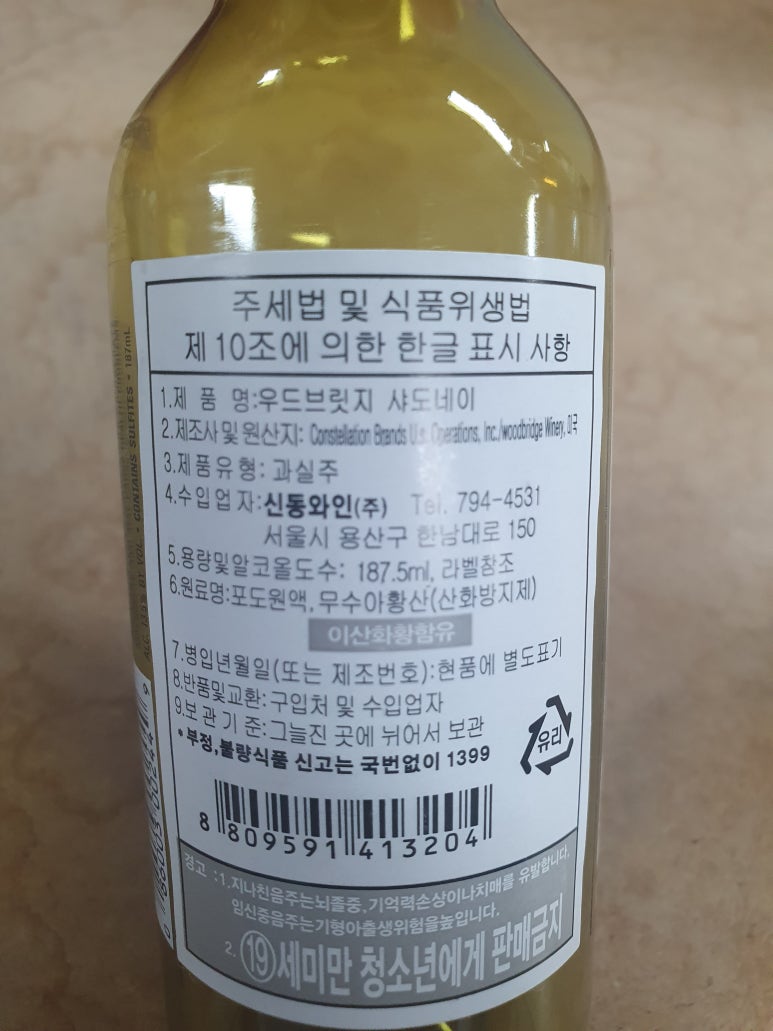 주세법 및 식품위생법
제 10조에 의한 한글 표시 사항
1.제 품 명:우드브릿지 샤도네이
2.제조사 및 원산지: Constellation Brands U.S. Operations, Inc./woodbridge Winery, 미국
3.제품유형: 과실주
4.수입업자:신동와인(주) Tel. 794-4531
서울시 용산구 한남대로 150
5.용량및알코올도수: 187.5ml, 라벨참조
6.원료명:포도원액, 무수아황산(산화방지제)
이산화황함유
7.병입년월일(또는 제조번호):현품에 별도표기
8.반품및교환:구입처 및 수입업자
9.보관기준:그늘진 곳에 뉘어서 보관
*부정,불량식품 신고는 국번없이 1399
유리
8 809591 413204
경고 :1.지나친음주는뇌졸중,기억력손상이나치매를 유발합니다.
임신중음주는기형아출생위험을높입니다.
2. 19세미만 청소년에게 판매금지
ALC. 13% BY VOL • CONTAINS SULFITES • 187mL